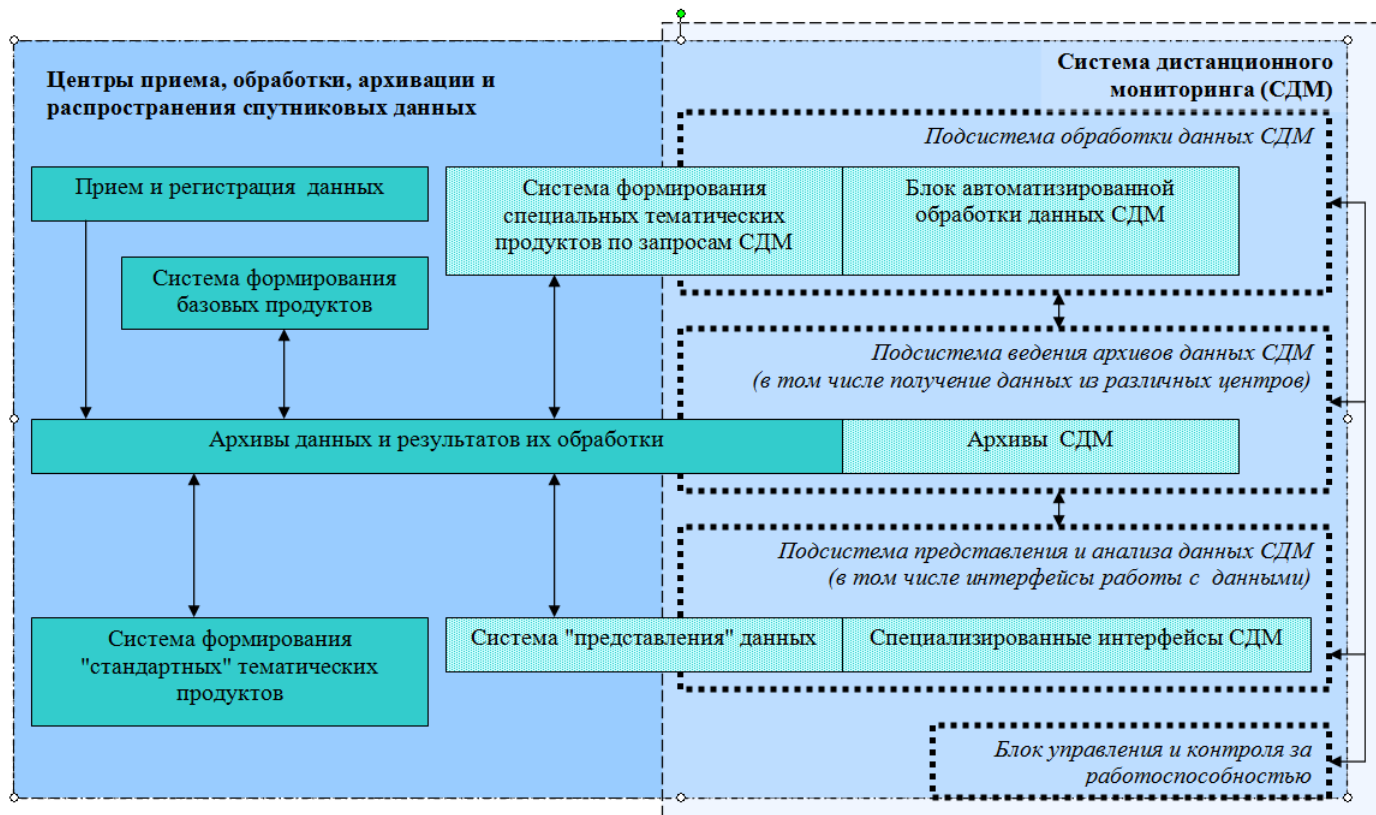 Центры приема, обработки, архивации и
распространения спутниковых данных
Система дистанционного
мониторинга (СДМ)
Подсистема обработки данных СДМ
Прием и регистрация данных
Система формирования
специальных тематических
продуктов по запросам СДМ
Блок автоматизированной
обработки данных СДМ
Система формирования
базовых продуктов
Подсистема ведения архивов данных СДМ
(в том числе получение данных из различных центров)
Архивы данных и результатов их обработки
Архивы СДМ
Подсистема представления и анализа данных СДМ
(в том числе интерфейсы работы с данными)
Система формирования
"стандартных" тематических
продуктов
Система "представления" данных
Специализированные интерфейсы СДМ
Блок управления и контроля за
работоспособностью